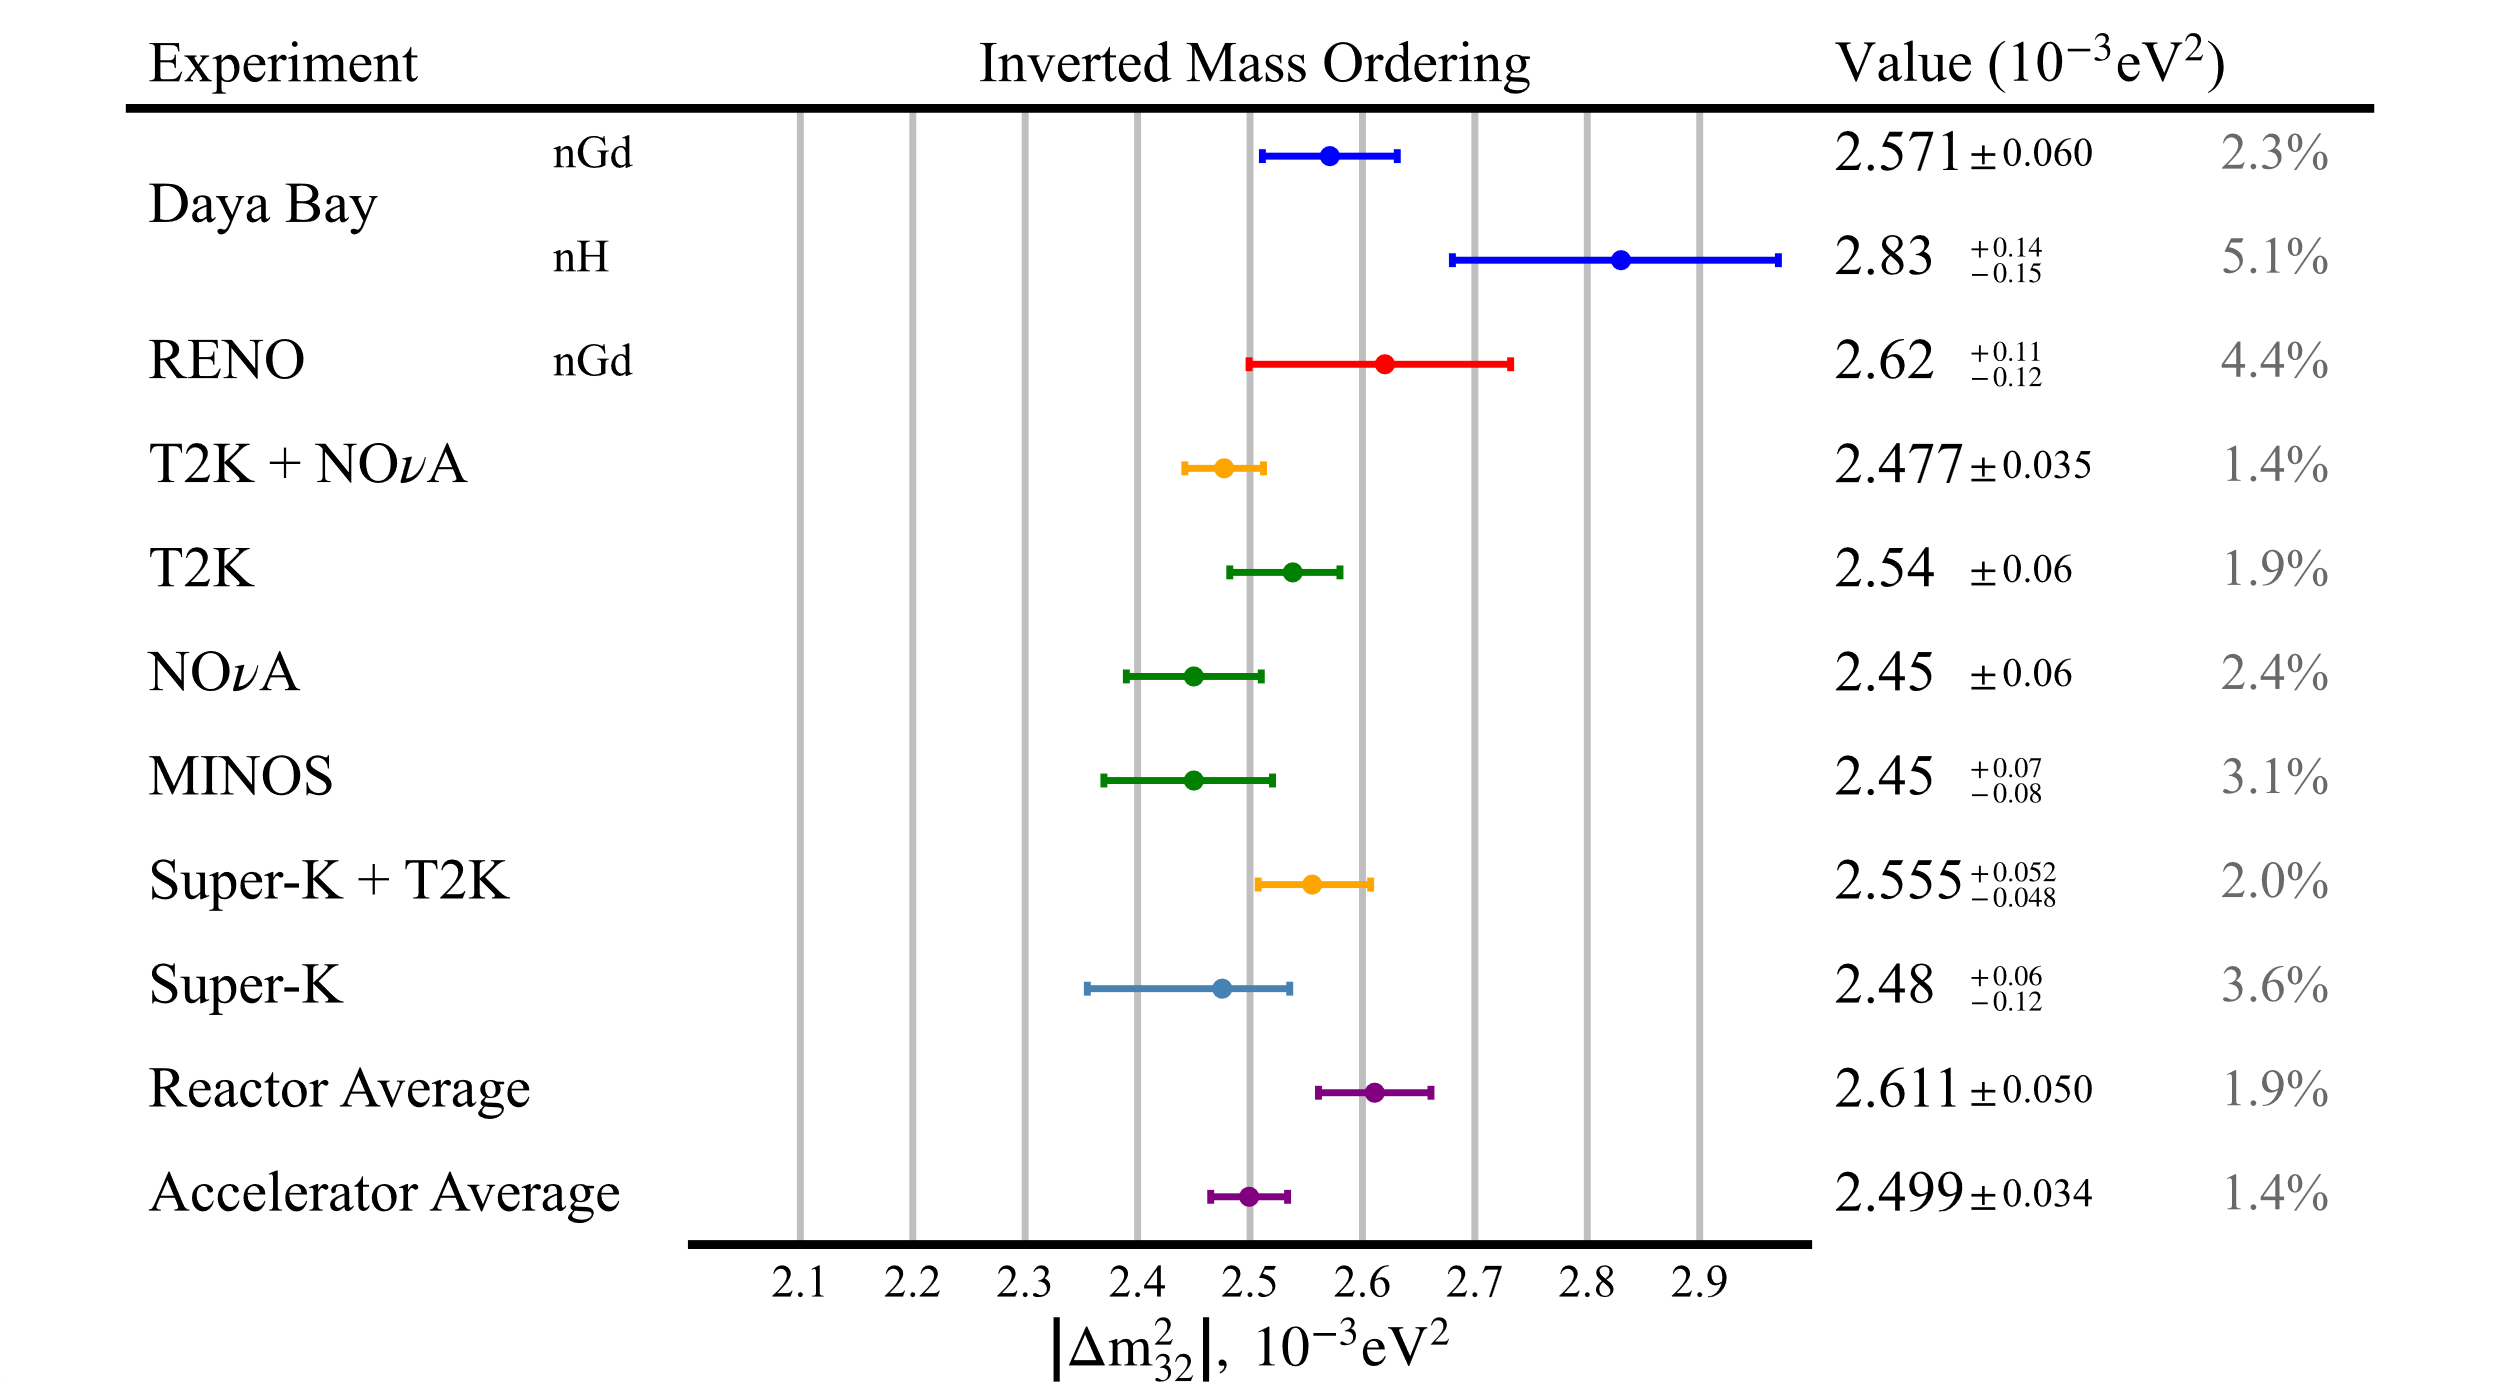 Experiment Inverted Mass Ordering Value (10⁻³eV²)
Daya Bay nGd 2.571 ±0.060 2.3%
nH 2.83 +0.14 −0.15 5.1%
RENO nGd 2.62 +0.11 −0.12 4.4%
T2K + NOνA 2.477 ±0.035 1.4%
T2K 2.54 ±0.06 1.9%
NOνA 2.45 ±0.06 2.4%
MINOS 2.45 +0.07 −0.08 3.1%
Super-K + T2K 2.555 +0.052 −0.048 2.0%
Super-K 2.48 +0.06 −0.12 3.6%
Reactor Average 2.611 ±0.050 1.9%
Accelerator Average 2.499 ±0.034 1.4%
2.1 2.2 2.3 2.4 2.5 2.6 2.7 2.8 2.9
|Δm²₃₂|, 10⁻³eV²